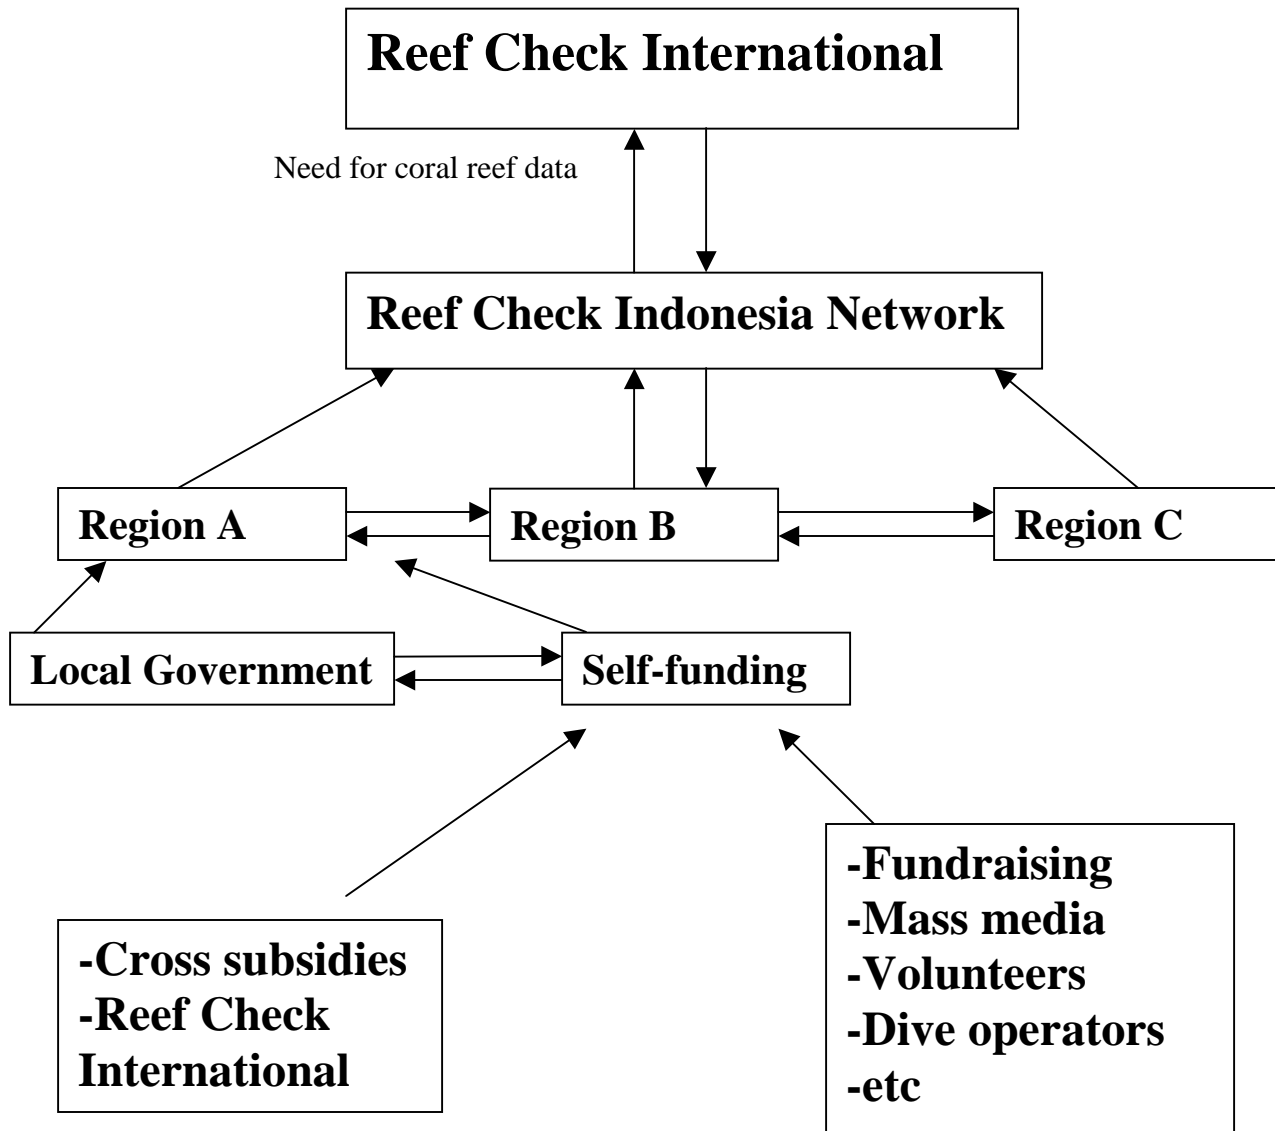 Reef Check International
Need for coral reef data
Reef Check Indonesia Network
Region A
Region B
Region C
Local Government
Self-funding
-Cross subsidies
-Reef Check
International
-Fundraising
-Mass media
-Volunteers
-Dive operators
-etc